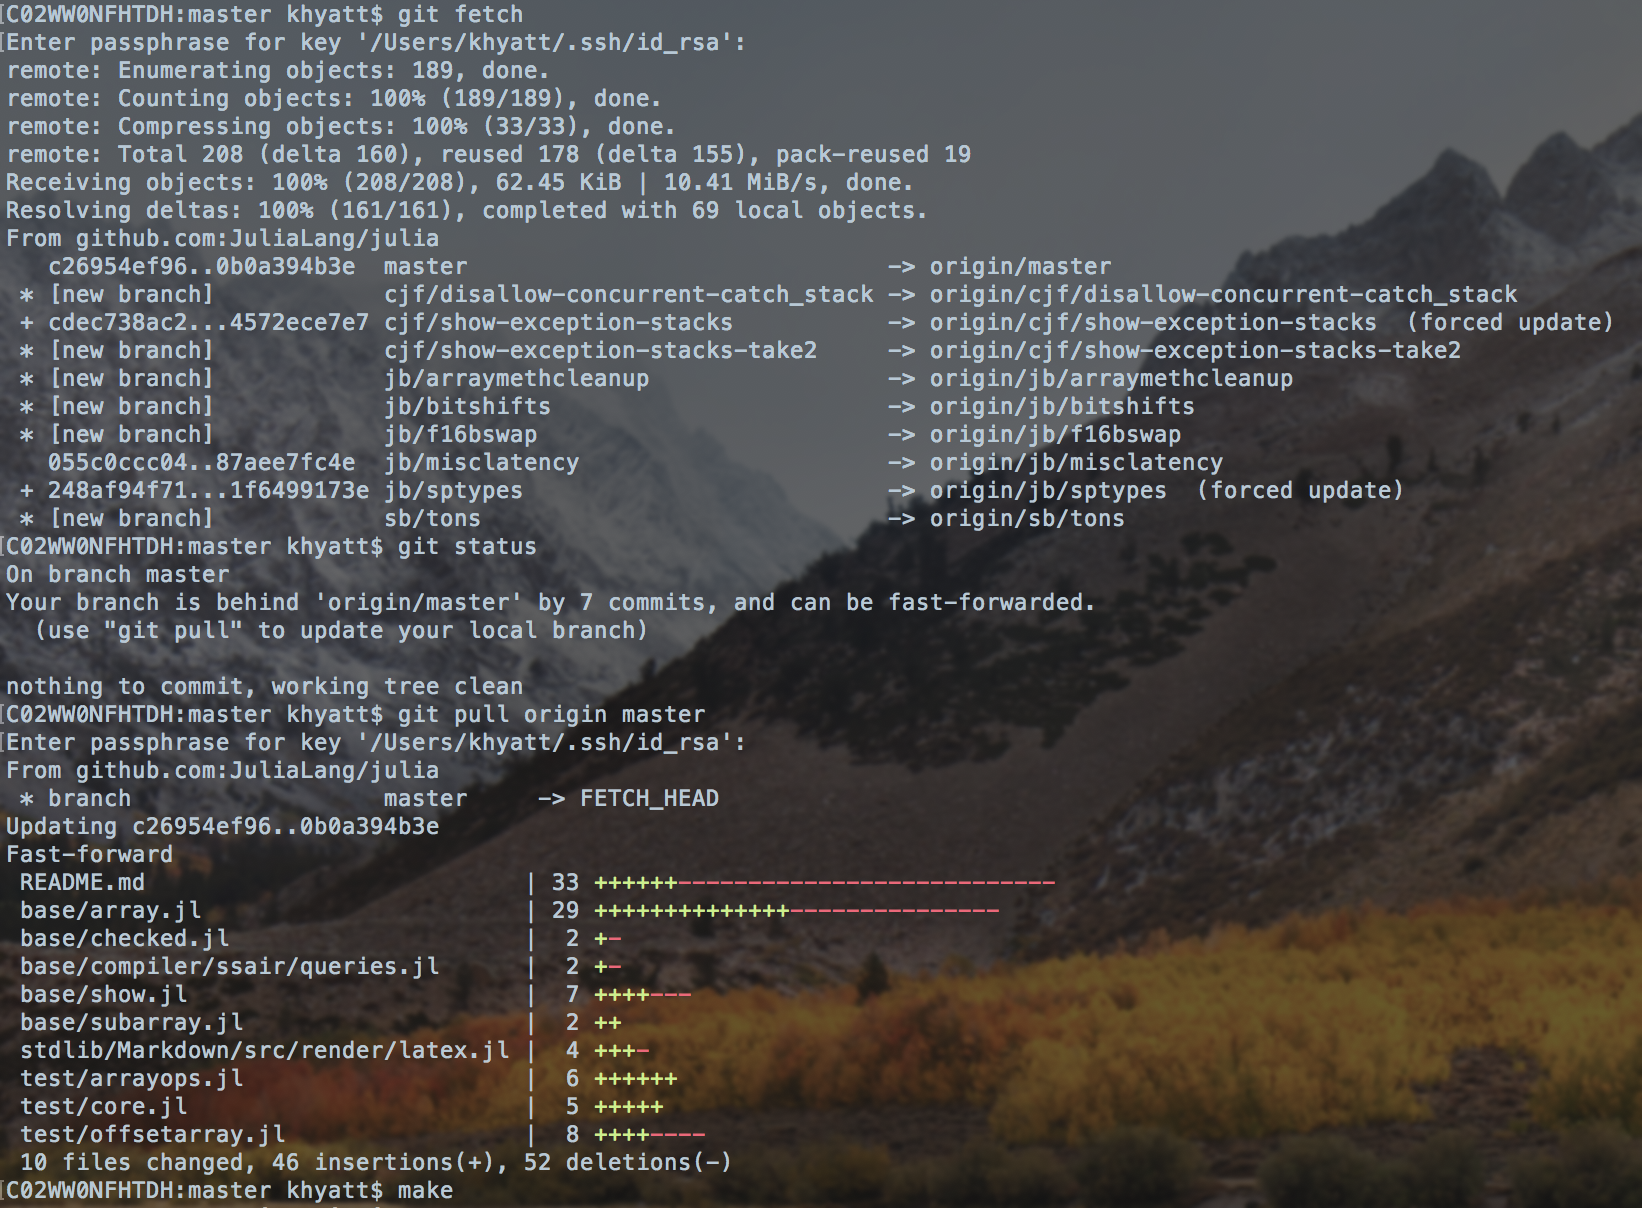 C02WW0NFHTDH:master khyatt$ git fetch
Enter passphrase for key '/Users/khyatt/.ssh/id_rsa':
remote: Enumerating objects: 189, done.
remote: Counting objects: 100% (189/189), done.
remote: Compressing objects: 100% (33/33), done.
remote: Total 208 (delta 160), reused 178 (delta 155), pack-reused 19
Receiving objects: 100% (208/208), 62.45 KiB | 10.41 MiB/s, done.
Resolving deltas: 100% (161/161), completed with 69 local objects.
From github.com:JuliaLang/julia
   c26954ef96..0b0a394b3e  master                             -> origin/master
 * [new branch]            cjf/disallow-concurrent-catch_stack -> origin/cjf/disallow-concurrent-catch_stack
 + cdec738ac2...4572ece7e7 cjf/show-exception-stacks           -> origin/cjf/show-exception-stacks  (forced update)
 * [new branch]            cjf/show-exception-stacks-take2     -> origin/cjf/show-exception-stacks-take2
 * [new branch]            jb/arraymethcleanup                 -> origin/jb/arraymethcleanup
 * [new branch]            jb/bitshifts                        -> origin/jb/bitshifts
 * [new branch]            jb/f16bswap                         -> origin/jb/f16bswap
   055c0ccc04..87aee7fc4e  jb/misclatency                      -> origin/jb/misclatency
 + 248af94f71...1f6499173e jb/sptypes                          -> origin/jb/sptypes  (forced update)
 * [new branch]            sb/tons                             -> origin/sb/tons
C02WW0NFHTDH:master khyatt$ git status
On branch master
Your branch is behind 'origin/master' by 7 commits, and can be fast-forwarded.
  (use "git pull" to update your local branch)

nothing to commit, working tree clean
C02WW0NFHTDH:master khyatt$ git pull origin master
Enter passphrase for key '/Users/khyatt/.ssh/id_rsa':
From github.com:JuliaLang/julia
 * branch                  master     -> FETCH_HEAD
Updating c26954ef96..0b0a394b3e
Fast-forward
 README.md                           | 33 ++++++---------------------------
 base/array.jl                       | 29 ++++++++++++++---------------
 base/checked.jl                     |  2 +-
 base/compiler/ssair/queries.jl      |  2 +-
 base/show.jl                        |  7 ++++---
 base/subarray.jl                    |  2 ++
 stdlib/Markdown/src/render/latex.jl |  4 +++-
 test/arrayops.jl                    |  6 ++++++
 test/core.jl                        |  5 +++++
 test/offsetarray.jl                 |  8 ++++----
 10 files changed, 46 insertions(+), 52 deletions(-)
C02WW0NFHTDH:master khyatt$ make